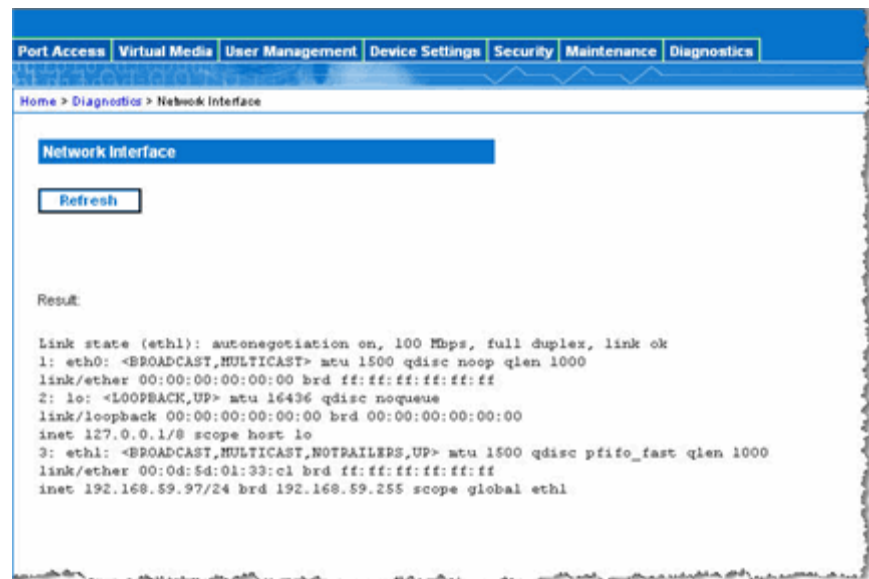 Port Access Virtual Media User Management Device Settings Security Maintenance Diagnostics
Home > Diagnostics > Network Interface
Network Interface
Refresh
Result:
Link state (eth1): autonegotiation on, 100 Mbps, full duplex, link ok
1: eth0: <BROADCAST,MULTICAST> mtu 1500 qdisc noop qlen 1000
link/ether 00:00:00:00:00:00 brd ff:ff:ff:ff:ff:ff
2: lo: <LOOPBACK,UP> mtu 16436 qdisc noqueue
link/loopback 00:00:00:00:00:00 brd 00:00:00:00:00:00
inet 127.0.0.1/8 scope host lo
3: eth1: <BROADCAST,MULTICAST,NOTRAILERS,UP> mtu 1500 qdisc pfifo_fast qlen 1000
link/ether 00:0d:5d:01:33:c1 brd ff:ff:ff:ff:ff:ff
inet 192.168.59.97/24 brd 192.168.59.255 scope global eth1